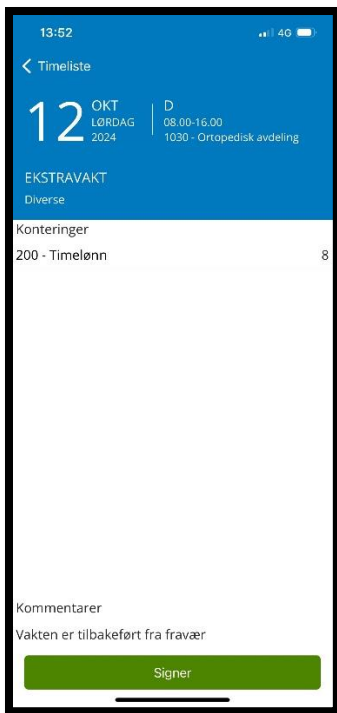 13:52
4G
Timeliste
12
OKT
LØRDAG
2024
D
08.00-16.00
1030 - Ortopedisk avdeling
EKSTRAVAKT
Diverse
Konteringer
200 - Timelønn 8
Kommentarer
Vakten er tilbakeført fra fravær
Signer